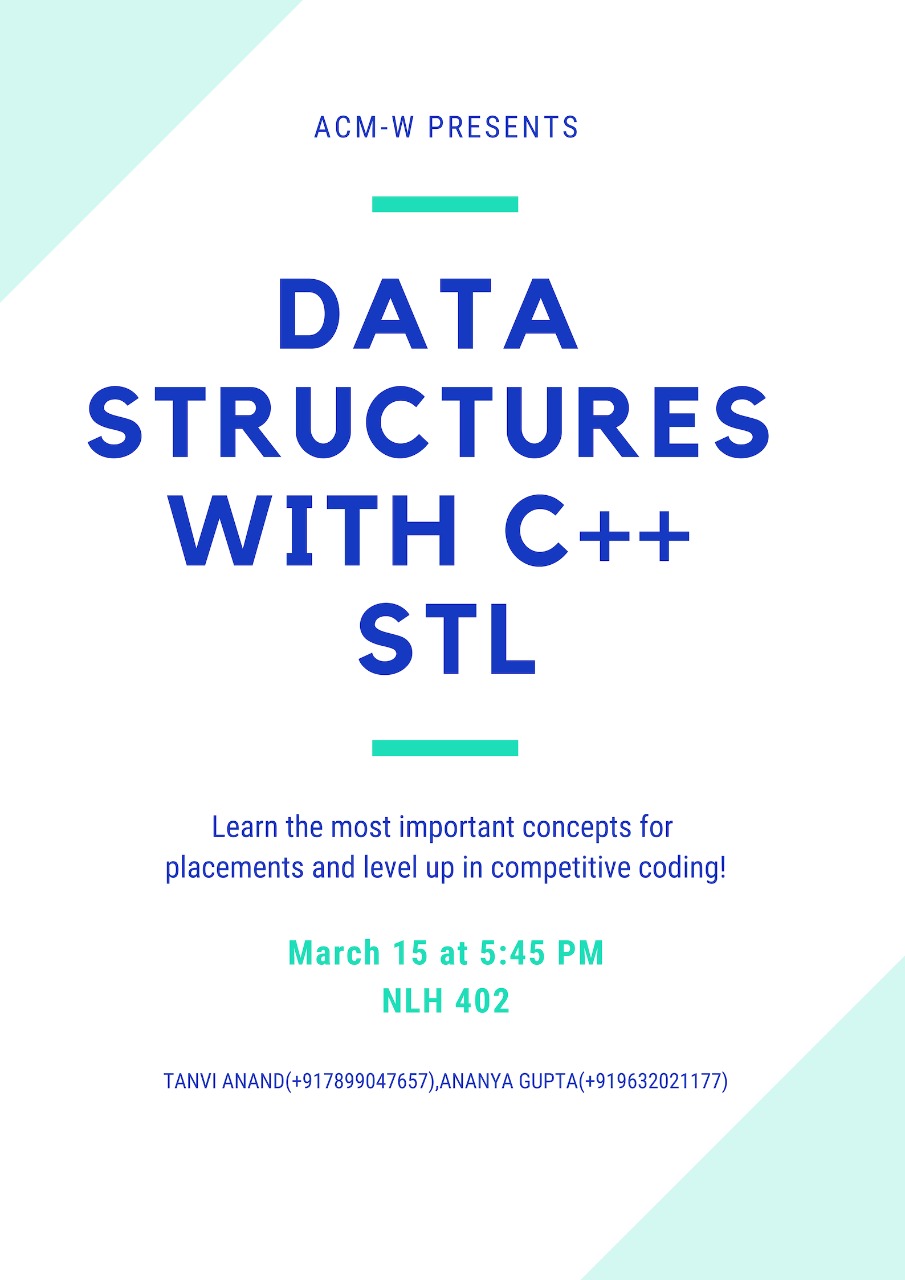 ACM-W PRESENTS
DATA
STRUCTURES
WITH C++
STL
Learn the most important concepts for
placements and level up in competitive coding!
March 15 at 5:45 PM
NLH 402
TANVI ANAND(+917899047657),ANANYA GUPTA(+919632021177)